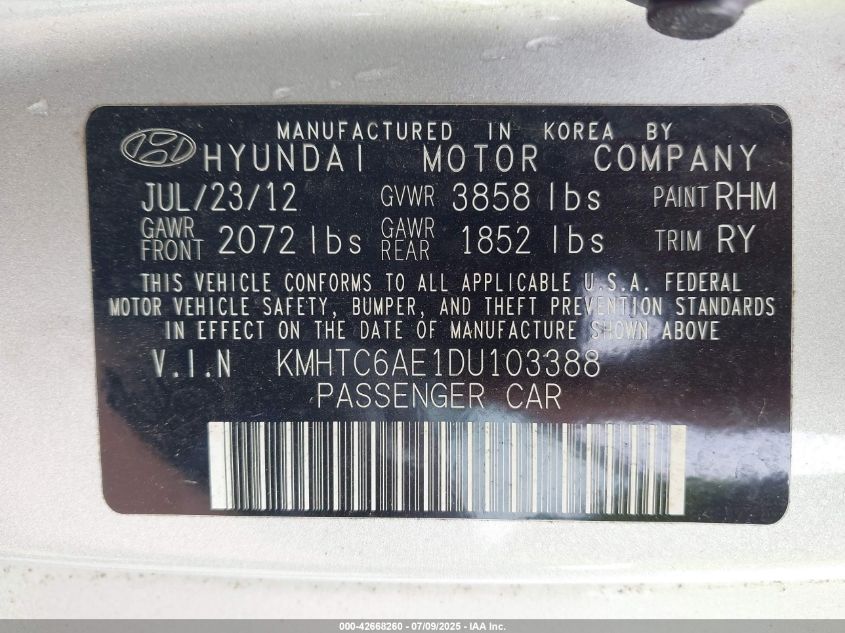 MANUFACTURED IN KOREA BY
HYUNDAI MOTOR COMPANY
JUL/23/12 GVWR 3858 lbs PAINT RHM
GAWR FRONT 2072 lbs GAWR REAR 1852 lbs TRIM RY
THIS VEHICLE CONFORMS TO ALL APPLICABLE U.S.A. FEDERAL
MOTOR VEHICLE SAFETY, BUMPER, AND THEFT PREVENTION STANDARDS
IN EFFECT ON THE DATE OF MANUFACTURE SHOWN ABOVE
V.I.N KMHTC6AE1DU103388
PASSENGER CAR
000-42668260 - 07/09/2025 - IAA Inc.